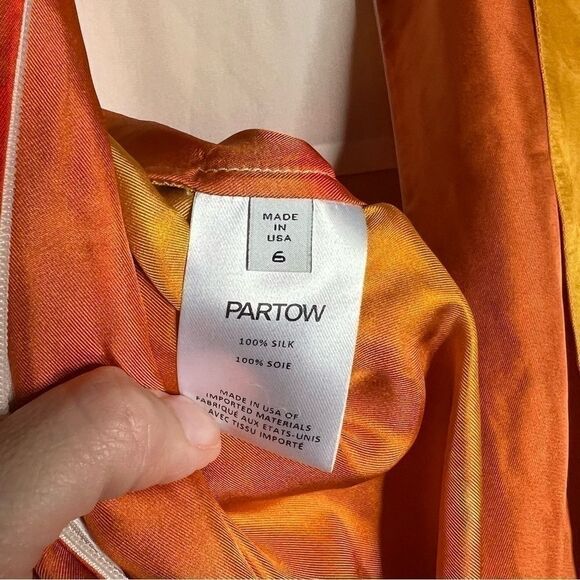 MADE
IN
USA
6
PARTOW
100% SILK
100% SOIE
MADE IN USA OF
IMPORTED MATERIALS
FABRIQUÉ AUX ETATS-UNIS
AVEC TISSU IMPORTÉ